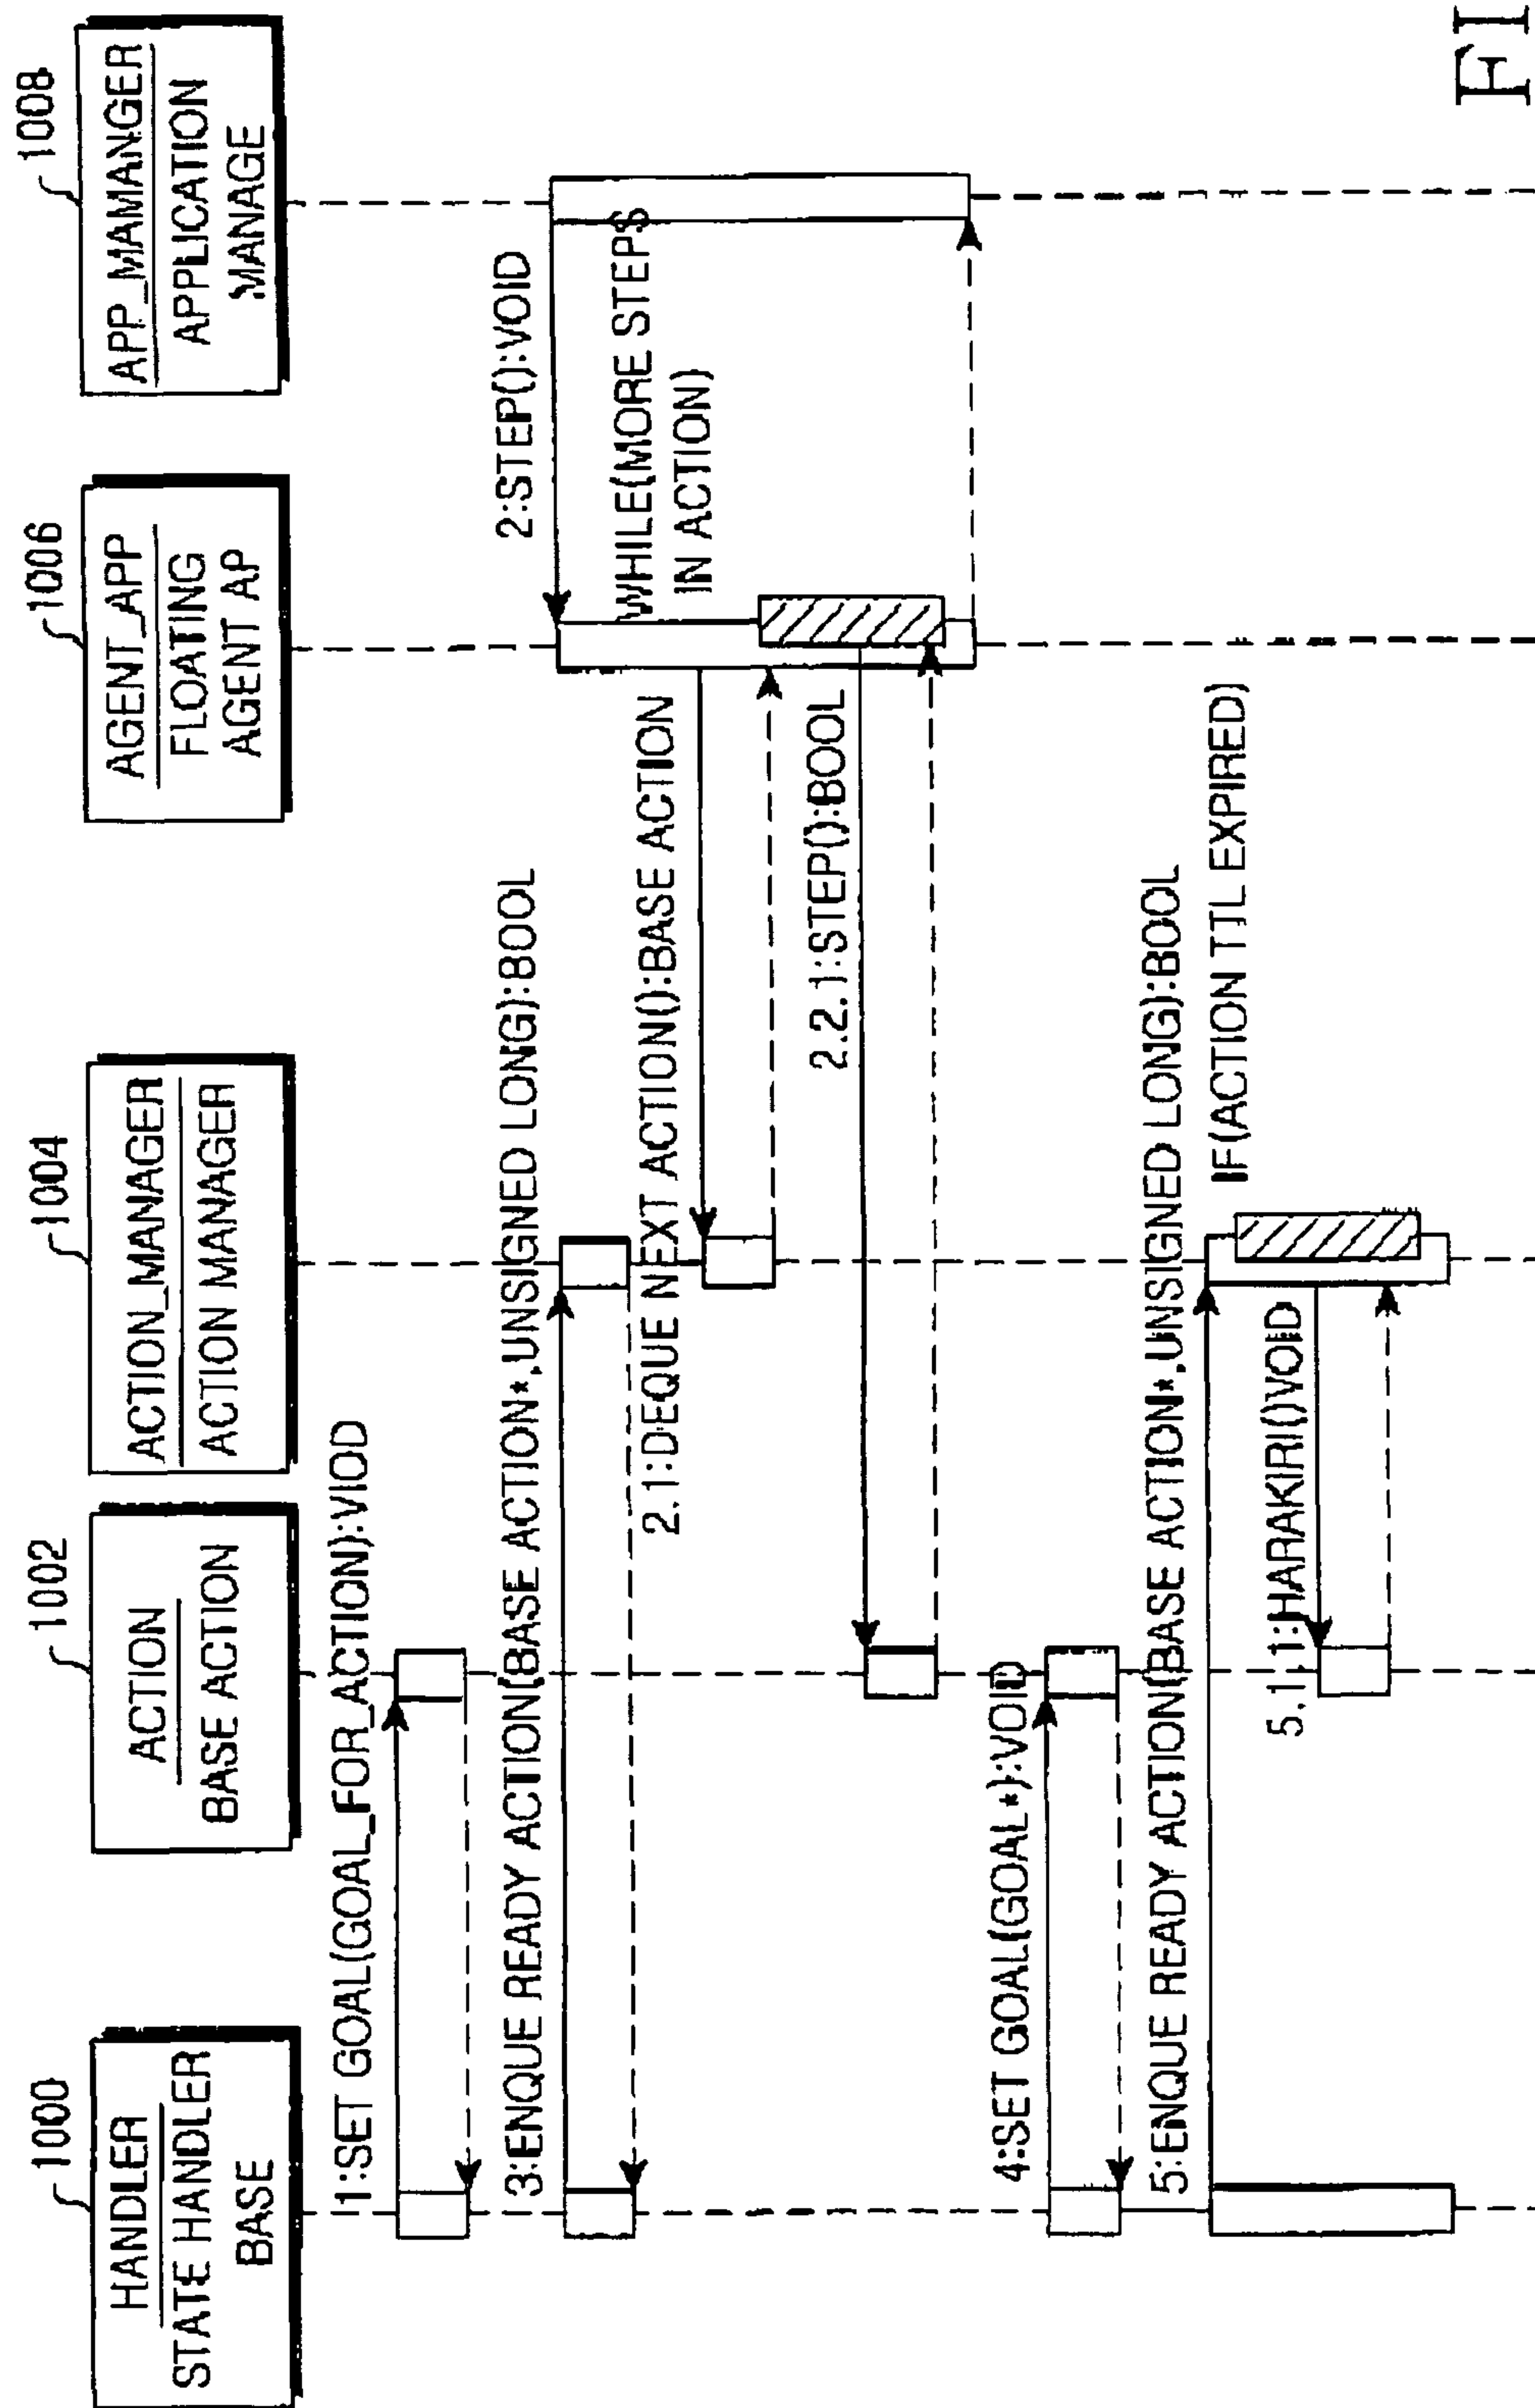 1000
HANDLER
STATE HANDLER
BASE
1002
ACTION
BASE ACTION
1004
ACTION_MANAGER
ACTION MANAGER
1006
AGENT_APP
FLOATING
AGENT AP
1008
APP_MAMANGER
APPLICATION
MANAGE
1:SET GOAL(GOAL_FOR_ACTION):VIOD
3:ENQUE READY ACTION(BASE ACTION*,UNSIGNED LONG):BOOL
2:STEP():VOID
WHILE(MORE STEPS
IN ACTION)
2.1:DEQUE NEXT ACTION():BASE ACTION
2.2.1:STEP():BOOL
4:SET GOAL(GOAL*):VOID
5:ENQUE READY ACTION(BASE ACTION*,UNSIGNED LONG):BOOL
IF(ACTION TTL EXPIRED)
5.1.1:HARAKIRI()VOID
FI